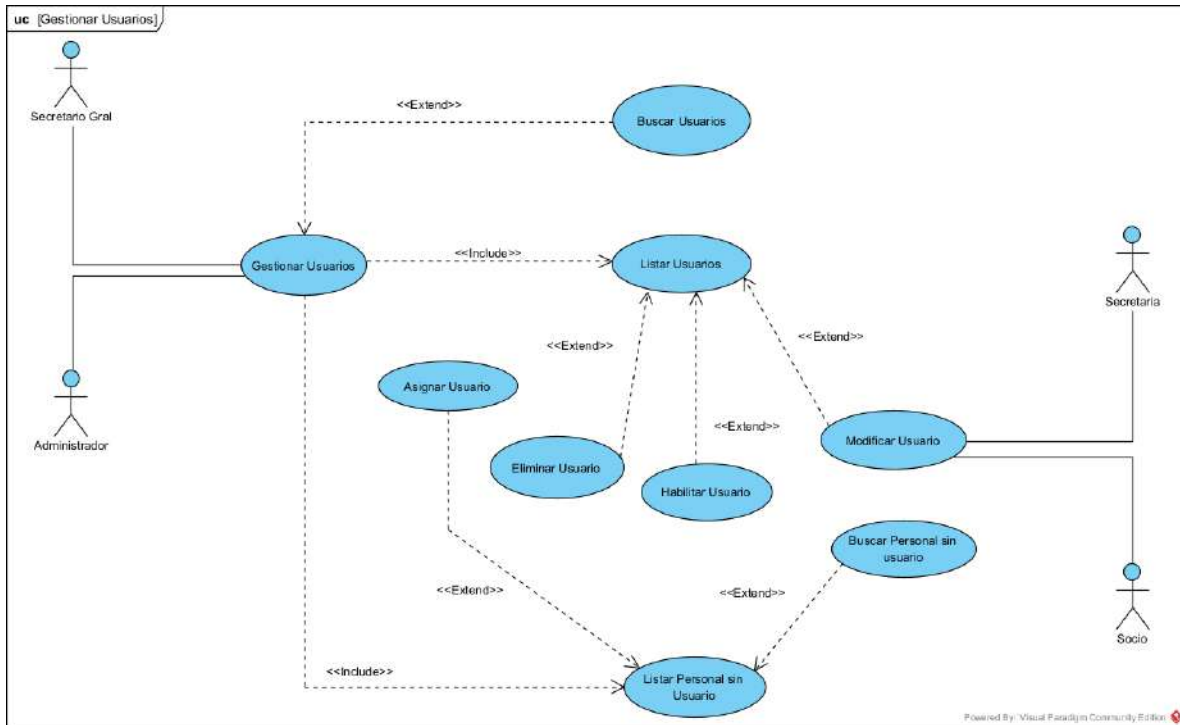 uc [Gestionar Usuarios]
Secretario Gral
<<Extend>>
Buscar Usuarios
Gestionar Usuarios
<<Include>>
Listar Usuarios
Secretaria
<<Extend>>
<<Extend>>
Asignar Usuario
Administrador
<<Extend>>
Modificar Usuario
Eliminar Usuario
Habilitar Usuario
Buscar Personal sin
usuario
<<Extend>>
<<Extend>>
Socio
<<Include>>
Listar Personal sin
Usuario
Powered By: Visual Paradigm Community Edition